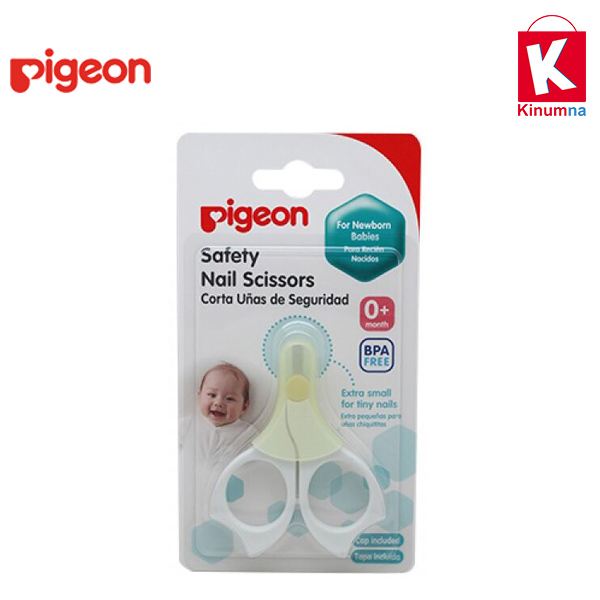 pigeon
K
Kinumna
pigeon
For Newborn
Babies
Para Recién
Nacidos
Safety
Nail Scissors
Corta Uñas de Seguridad
0+
month
BPA
FREE
Extra small
for tiny nails
Extra pequeñas para
uñas chiquititas
Cap included
Tapa incluida